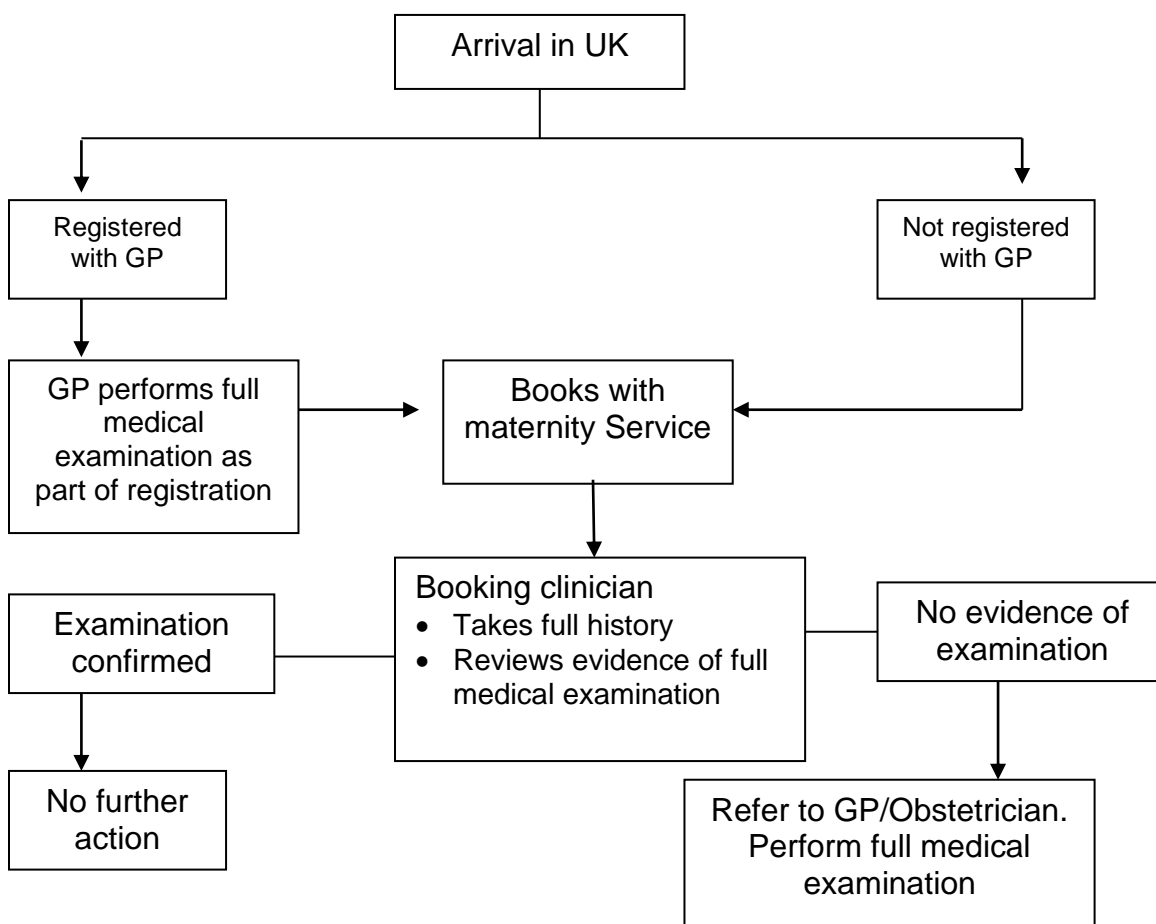 Arrival in UK
Registered
with GP
Not registered
with GP
GP performs full
medical
examination as
part of registration
Books with
maternity Service
Examination
confirmed
Booking clinician
• Takes full history
• Reviews evidence of full
medical examination
No evidence of
examination
No further
action
Refer to GP/Obstetrician.
Perform full medical
examination